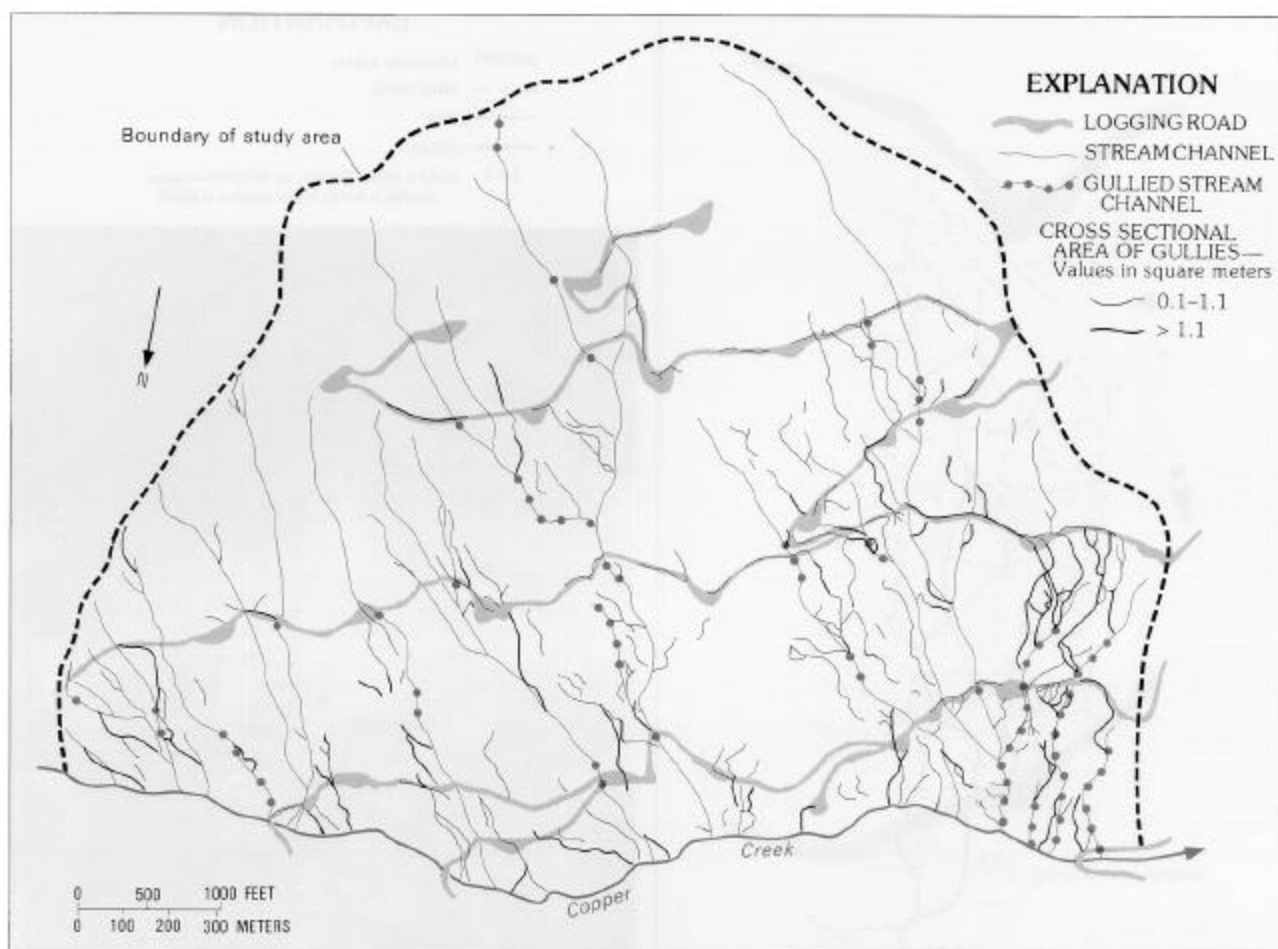 EXPLANATION
LOGGING ROAD
STREAM CHANNEL
GULLIED STREAM
CHANNEL
CROSS SECTIONAL
AREA OF GULLIES—
Values in square meters
0.1–1.1
> 1.1
Boundary of study area
N
Creek
Copper
0 500 1000 FEET
0 100 200 300 METERS